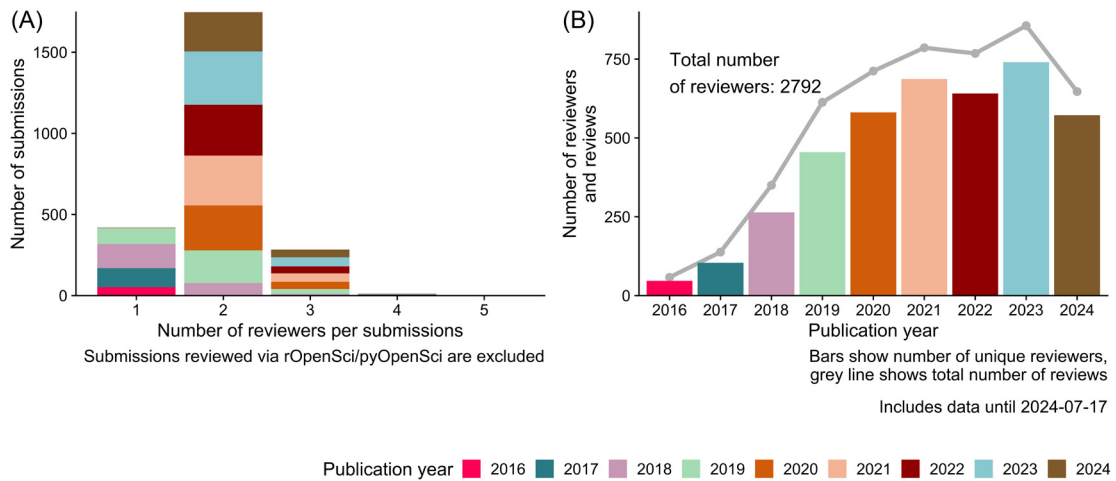 (A)
Number of submissions
1500
1000
500
0
1 2 3 4 5
Number of reviewers per submissions
Submissions reviewed via rOpenSci/pyOpenSci are excluded
(B)
Number of reviewers
and reviews
750
500
250
0
Total number
of reviewers: 2792
2016 2017 2018 2019 2020 2021 2022 2023 2024
Publication year
Bars show number of unique reviewers,
grey line shows total number of reviews
Includes data until 2024-07-17
Publication year 2016 2017 2018 2019 2020 2021 2022 2023 2024